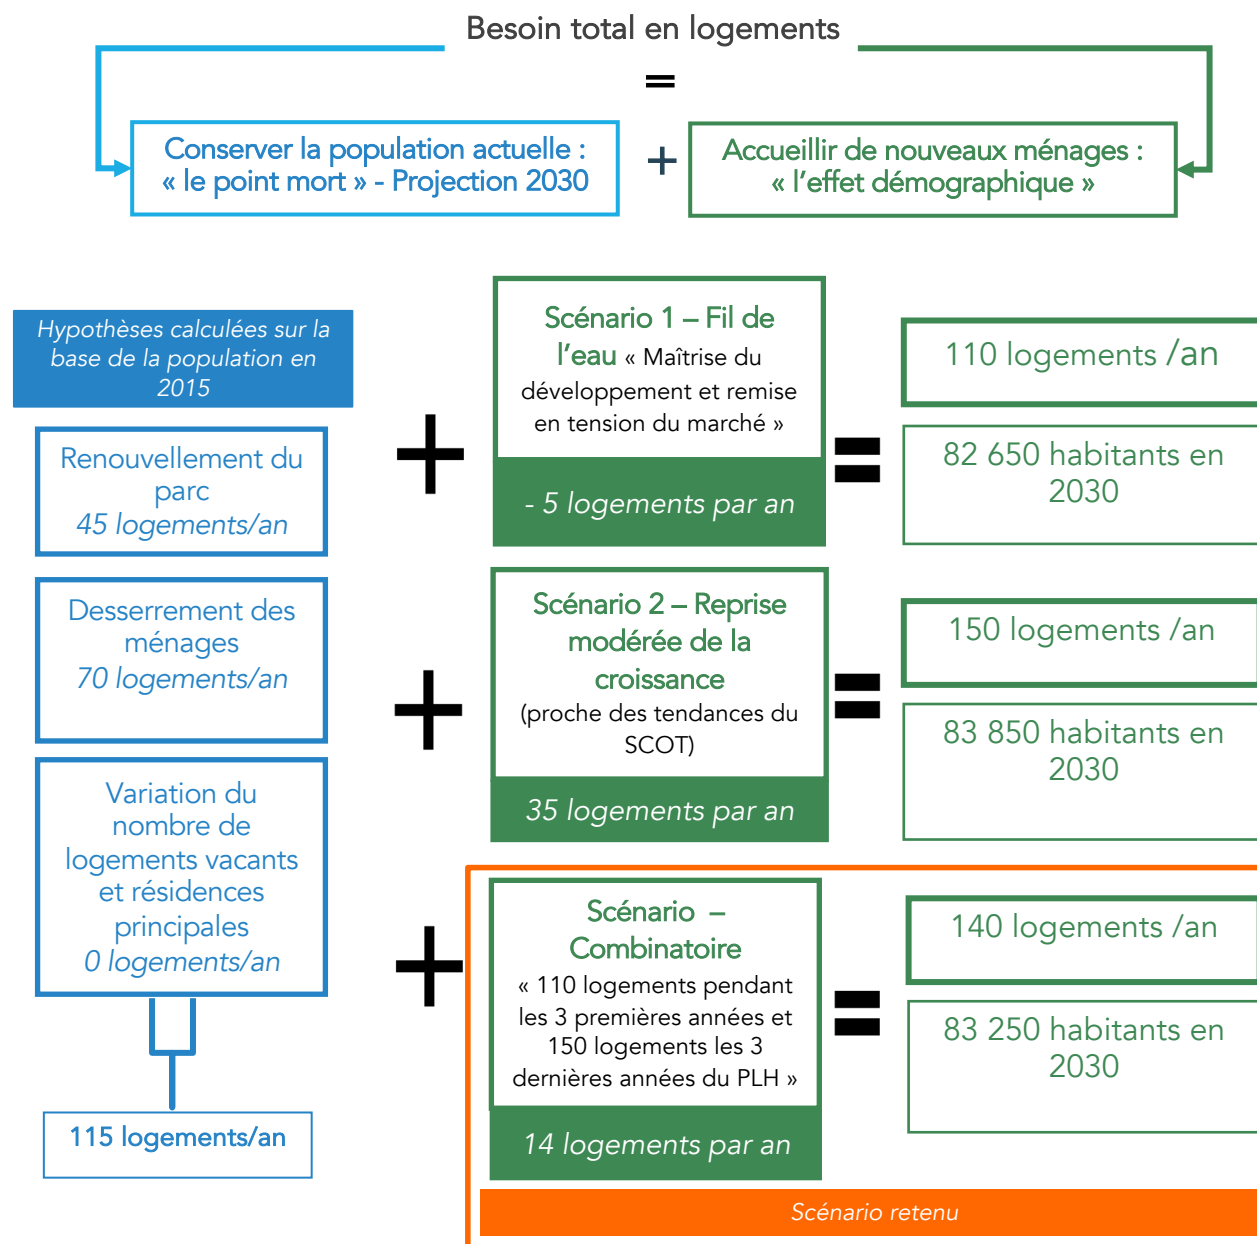 Besoin total en logements
=
Conserver la population actuelle :
« le point mort » - Projection 2030
+
Accueillir de nouveaux ménages :
« l'effet démographique »
Hypothèses calculées sur la
base de la population en
2015
Renouvellement du
parc
45 logements/an
Desserrement des
ménages
70 logements/an
Variation du
nombre de
logements vacants
et résidences
principales
0 logements/an
115 logements/an
+
Scénario 1 – Fil de
l'eau « Maîtrise du
développement et remise
en tension du marché »
- 5 logements par an
=
110 logements /an
82 650 habitants en
2030
+
Scénario 2 – Reprise
modérée de la
croissance
(proche des tendances du
SCOT)
35 logements par an
=
150 logements /an
83 850 habitants en
2030
+
Scénario –
Combinatoire
« 110 logements pendant
les 3 premières années et
150 logements les 3
dernières années du PLH »
14 logements par an
=
140 logements /an
83 250 habitants en
2030
Scénario retenu